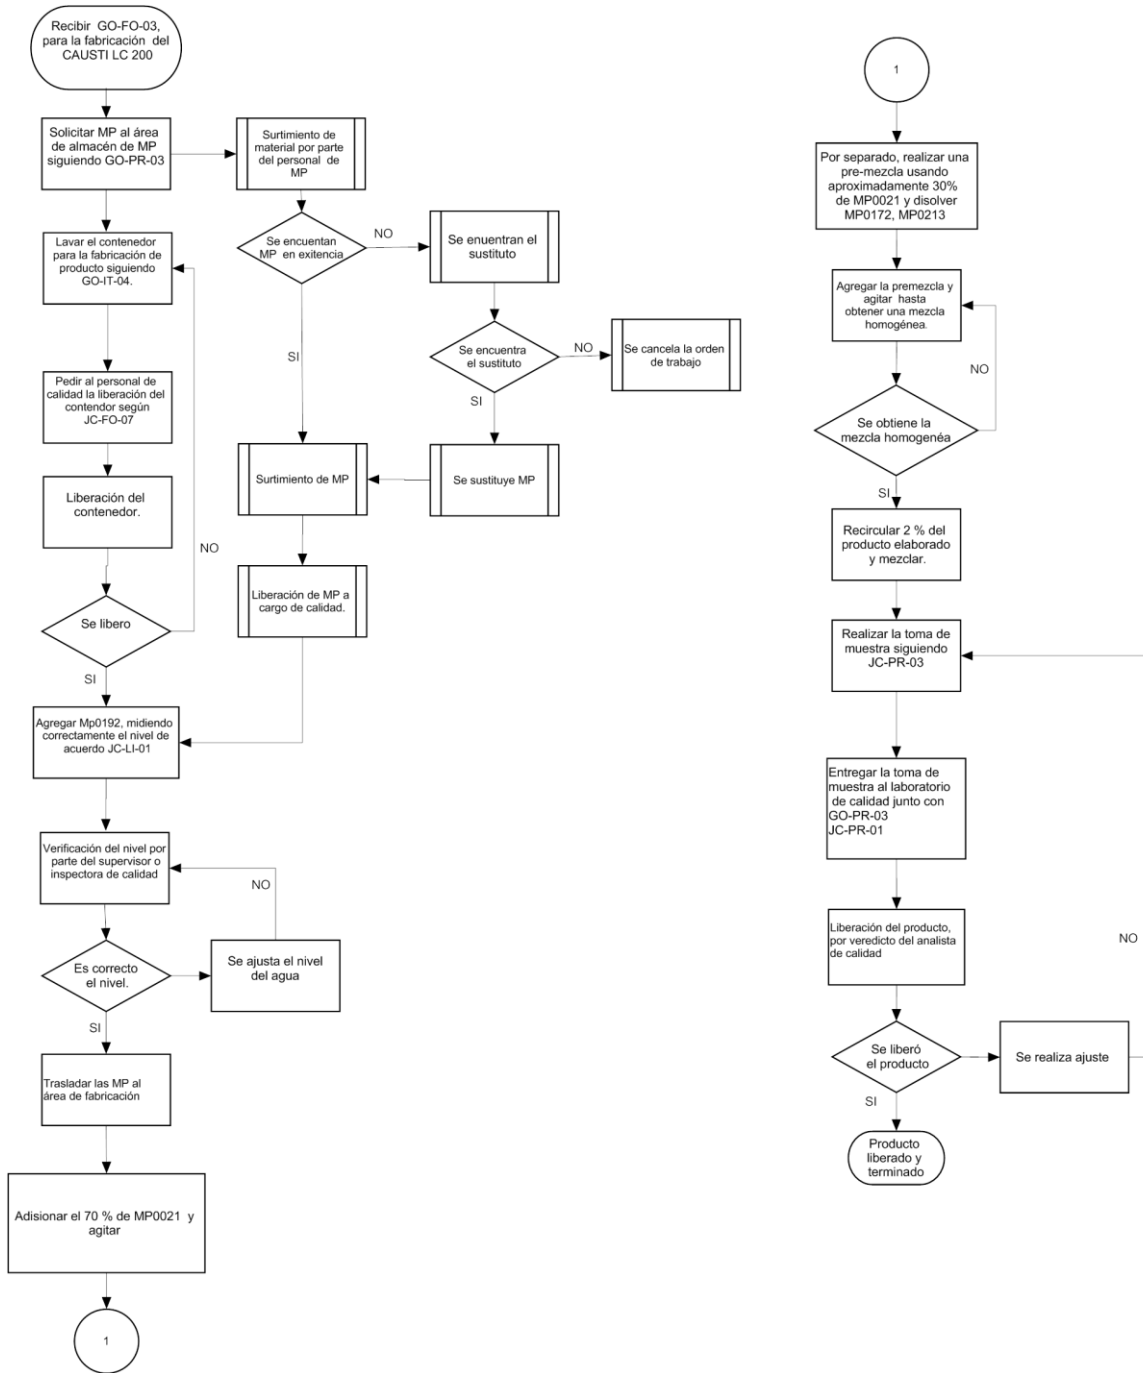 Recibir GO-FO-03,
para la fabricación del
CAUSTI LC 200
Solicitar MP al área
de almacén de MP
siguiendo GO-PR-03
Surtimiento de
material por parte
del personal de
MP
Lavar el contenedor
para la fabricación de
producto siguiendo
GO-IT-04.
Se encuentan
MP en exitencia
NO
Se enuentran el
sustituto
SI
Se encuentra
el sustituto
NO
Se cancela la orden
de trabajo
SI
Pedir al personal de
calidad la liberación del
contendor según
JC-FO-07
Surtimiento de MP
Se sustituye MP
Liberación del
contenedor.
NO
Liberación de MP a
cargo de calidad.
Se libero
SI
Agregar Mp0192, midiendo
correctamente el nivel de
acuerdo JC-LI-01
Verificación del nivel por
parte del supervisor o
inspectora de calidad
NO
Es correcto
el nivel.
Se ajusta el nivel
del agua
SI
Trasladar las MP al
área de fabricación
Adisionar el 70 % de MP0021 y
agitar
1
1
Por separado, realizar una
pre-mezcla usando
aproximadamente 30%
de MP0021 y disolver
MP0172, MP0213
Agregar la premezcla y
agitar hasta
obtener una mezcla
homogénea.
NO
Se obtiene la
mezcla homogenéa
SI
Recircular 2 % del
producto elaborado
y mezclar.
Realizar la toma de
muestra siguiendo
JC-PR-03
Entregar la toma de
muestra al laboratorio
de calidad junto con
GO-PR-03
JC-PR-01
Liberación del producto,
por veredicto del analista
de calidad
NO
Se liberó
el producto
Se realiza ajuste
SI
Producto
liberado y
terminado